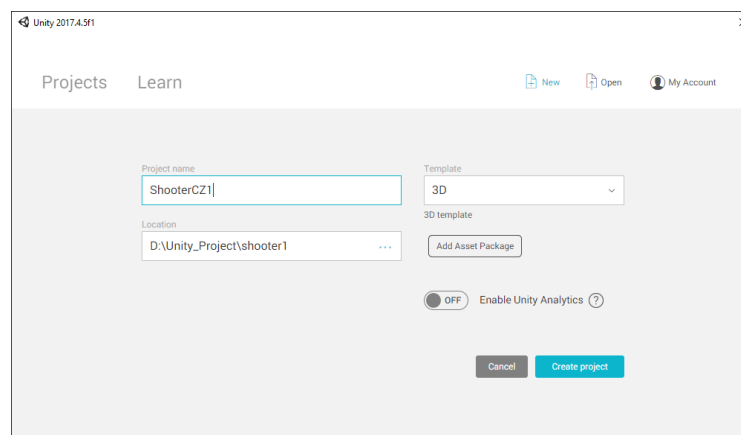 Unity 2017.4.5f1
Projects Learn New Open My Account
Project name Template
ShooterCZ1 3D
3D template
Location
D:\Unity_Project\shooter1 ... Add Asset Package
OFF Enable Unity Analytics ?
Cancel Create project